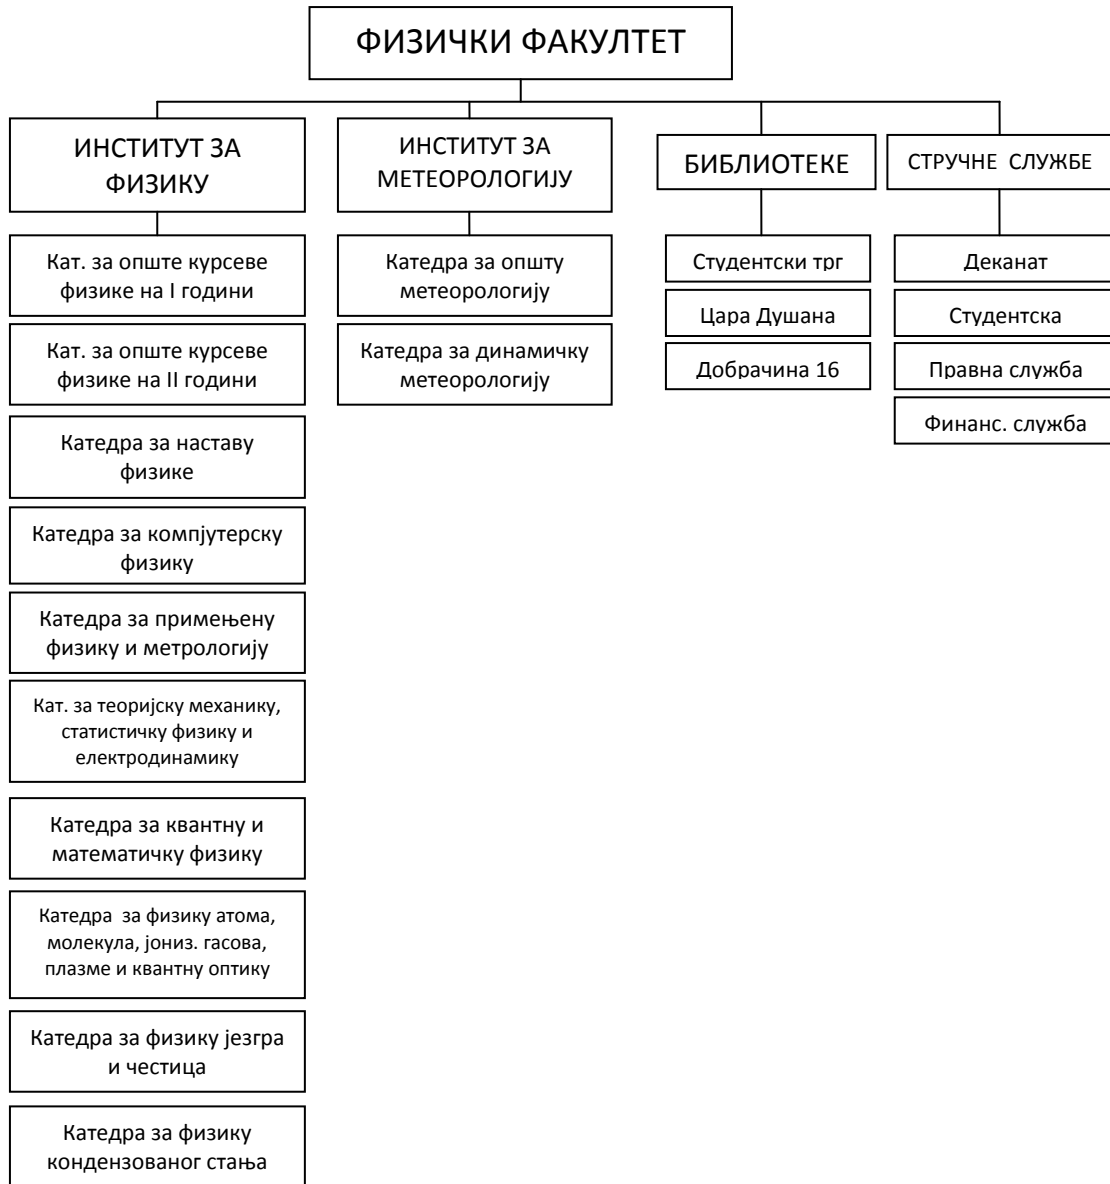 ФИЗИЧКИ ФАКУЛТЕТ
ИНСТИТУТ ЗА
ФИЗИКУ
Кат. за опште курсеве
физике на I години
Кат. за опште курсеве
физике на II години
Катедра за наставу
физике
Катедра за компјутерску
физику
Катедра за примењену
физику и метрологију
Кат. за теоријску механику,
статистичку физику и
електродинамику
Катедра за квантну и
математичку физику
Катедра за физику атома,
молекула, јониз. гасова,
плазме и квантну оптику
Катедра за физику језгра
и честица
Катедра за физику
кондензованог стања
ИНСТИТУТ ЗА
МЕТЕОРОЛОГИЈУ
Катедра за општу
метеорологију
Катедра за динамичку
метеорологију
БИБЛИОТЕКЕ
Студентски трг
Цара Душана
Добрачина 16
СТРУЧНЕ СЛУЖБЕ
Деканат
Студентска
Правна служба
Финанс. служба